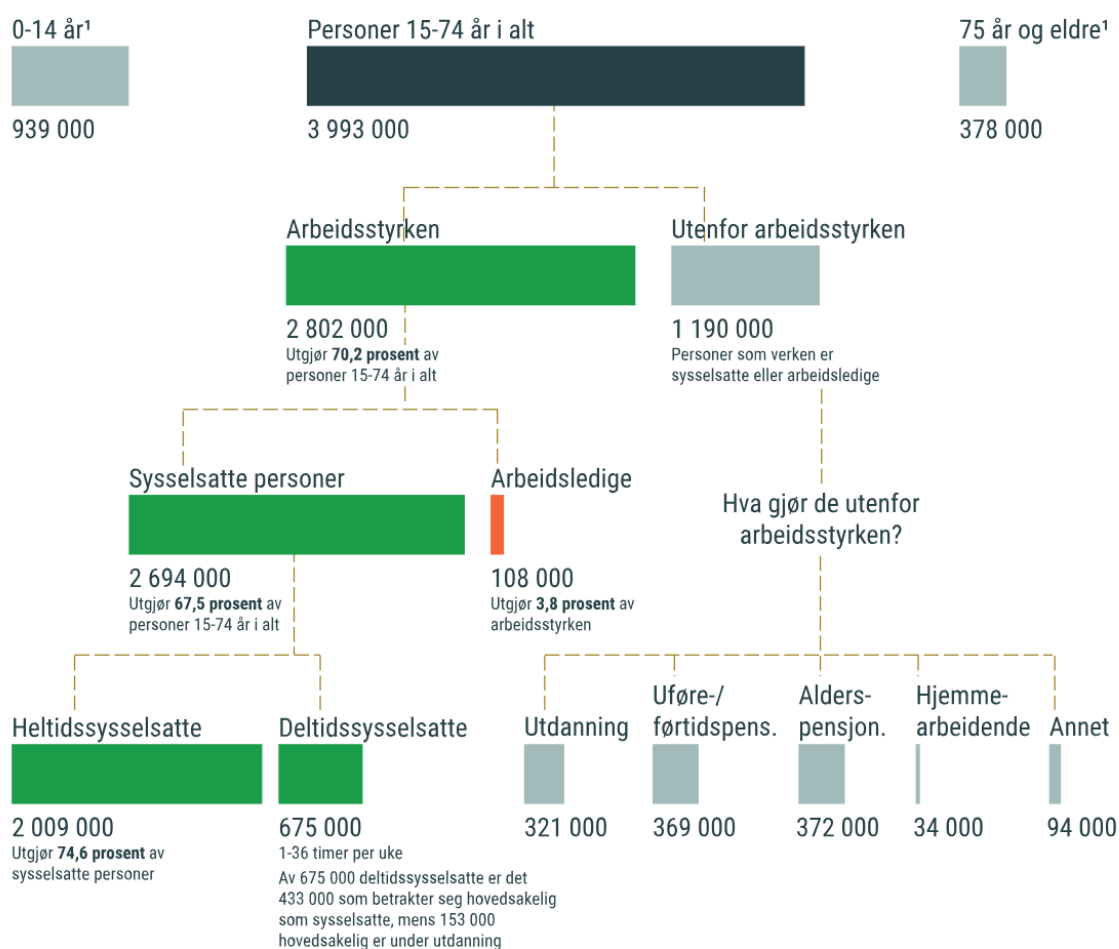 0-14 år¹
939 000
Personer 15-74 år i alt
3 993 000
75 år og eldre¹
378 000
Arbeidsstyrken
2 802 000
Utgjør 70,2 prosent av
personer 15-74 år i alt
Utenfor arbeidsstyrken
1 190 000
Personer som verken er
sysselsatte eller arbeidsledige
Sysselsatte personer
2 694 000
Utgjør 67,5 prosent av
personer 15-74 år i alt
Arbeidsledige
108 000
Utgjør 3,8 prosent av
arbeidsstyrken
Hva gjør de utenfor
arbeidsstyrken?
Heltidssysselsatte
2 009 000
Utgjør 74,6 prosent av
sysselsatte personer
Deltidssysselsatte
675 000
1-36 timer per uke
Av 675 000 deltidssysselsatte er det
433 000 som betrakter seg hovedsakelig
som sysselsatte, mens 153 000
hovedsakelig er under utdanning
Utdanning
321 000
Uføre-/
førtidspens.
369 000
Alders-
pensjon.
372 000
Hjemme-
arbeidende
34 000
Annet
94 000